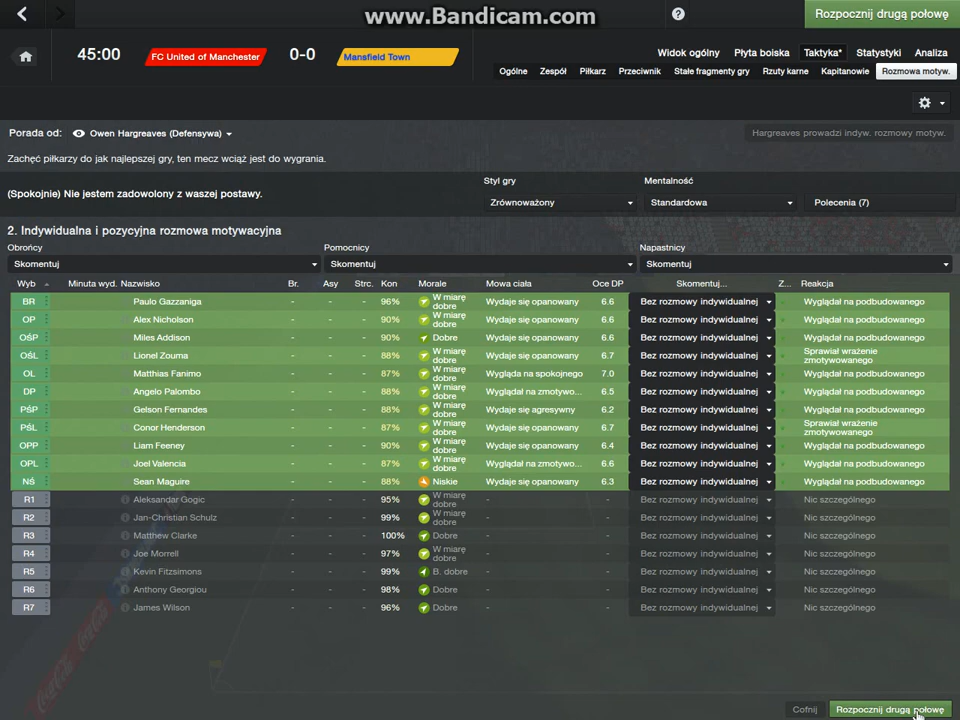 www.Bandicam.com
Rozpocznij drugą połowę
45:00 FC United of Manchester 0-0 Mansfield Town
Widok ogólny Płyta boiska Taktyka* Statystyki Analiza
Ogólne Zespół Piłkarz Przeciwnik Stałe fragmenty gry Rzuty karne Kapitanowie Rozmowa motyw.
Porada od: Owen Hargreaves (Defensywa) Hargreaves prowadzi indyw. rozmowy motyw.
Zachęć piłkarzy do jak najlepszej gry, ten mecz wciąż jest do wygrania.
Styl gry Mentalność
(Spokojnie) Nie jestem zadowolony z waszej postawy.
Zrównoważony Standardowa Polecenia (7)
2. Indywidualna i pozycyjna rozmowa motywacyjna
Obrońcy Pomocnicy Napastnicy
Skomentuj Skomentuj Skomentuj
Wyb Minuta wyd. Nazwisko Br. Asy Strc. Kon Morale Mowa ciała Oce DP Skomentuj... Z... Reakcja
BR - Paulo Gazzaniga - - - 96% W miarę dobre Wydaje się opanowany 6.6 Bez rozmowy indywidualnej Wyglądał na podbudowanego
OP - Alex Nicholson - - - 90% W miarę dobre Wydaje się opanowany 6.6 Bez rozmowy indywidualnej Wyglądał na podbudowanego
OŚP - Miles Addison - - - 90% Dobre Wydaje się opanowany 6.6 Bez rozmowy indywidualnej Wyglądał na podbudowanego
OŚL - Lionel Zouma - - - 88% W miarę dobre Wydaje się opanowany 6.7 Bez rozmowy indywidualnej Sprawiał wrażenie zmotywowanego
OL - Matthias Fanimo - - - 87% W miarę dobre Wygląda na spokojnego 7.0 Bez rozmowy indywidualnej Wyglądał na podbudowanego
DP - Angelo Palombo - - - 88% W miarę dobre Wyglądał na zmotywo... 6.5 Bez rozmowy indywidualnej Wyglądał na podbudowanego
PŚP - Gelson Fernandes - - - 88% W miarę dobre Wydaje się agresywny 6.2 Bez rozmowy indywidualnej Wyglądał na podbudowanego
PŚL - Conor Henderson - - - 87% W miarę dobre Wydaje się opanowany 6.7 Bez rozmowy indywidualnej Sprawiał wrażenie zmotywowanego
OPP - Liam Feeney - - - 90% W miarę dobre Wydaje się opanowany 6.4 Bez rozmowy indywidualnej Wyglądał na podbudowanego
OPL - Joel Valencia - - - 87% W miarę dobre Wyglądał na zmotywo... 6.6 Bez rozmowy indywidualnej Wyglądał na podbudowanego
NŚ - Sean Maguire - - - 88% Niskie Wydaje się opanowany 6.3 Bez rozmowy indywidualnej Wyglądał na podbudowanego
R1 Aleksandar Gogic - - - 95% W miarę dobre - - Bez rozmowy indywidualnej Nic szczególnego
R2 Jan-Christian Schulz - - - 99% W miarę dobre - - Bez rozmowy indywidualnej Nic szczególnego
R3 Matthew Clarke - - - 100% Dobre - - Bez rozmowy indywidualnej Nic szczególnego
R4 Joe Morrell - - - 97% W miarę dobre - - Bez rozmowy indywidualnej Nic szczególnego
R5 Kevin Fitzsimons - - - 99% B. dobre - - Bez rozmowy indywidualnej Nic szczególnego
R6 Anthony Georgiou - - - 98% Dobre - - Bez rozmowy indywidualnej Nic szczególnego
R7 James Wilson - - - 96% Dobre - - Bez rozmowy indywidualnej Nic szczególnego
Cofnij Rozpocznij drugą połowę